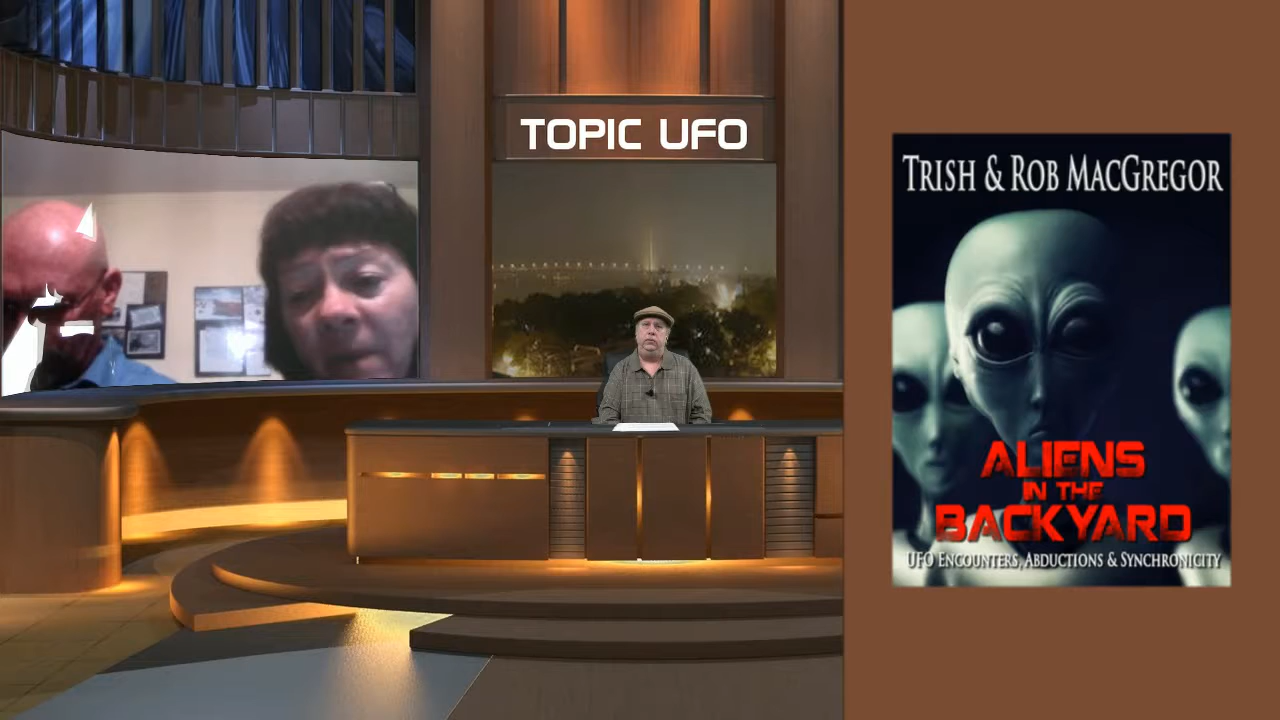 TOPIC UFO
TRISH & ROB MACGREGOR
ALIENS
IN THE
BACKYARD
UFO ENCOUNTERS, ABDUCTIONS & SYNCHRONICITY